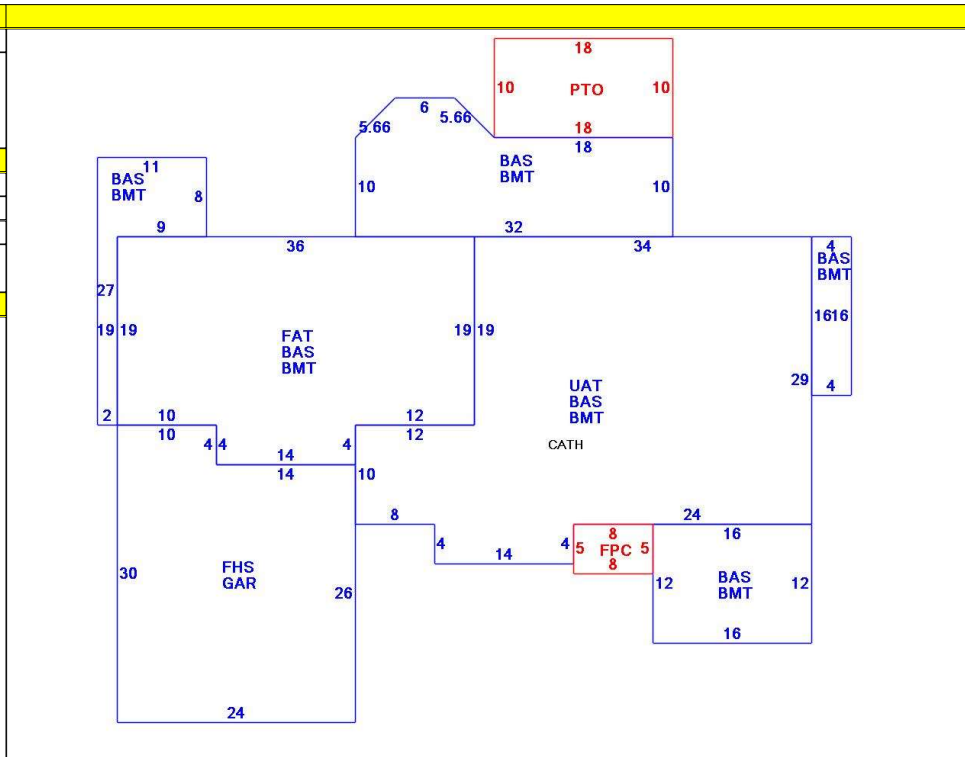 18
10 PTO 10
6
5.66 5.66
18
18
11
BAS
BMT
8
BAS
BMT
10
10
9
36
32
34
4
BAS
BMT
27
19 19
FAT
BAS
BMT
19 19
1616
29
4
UAT
BAS
BMT
CATH
2
10
10
4 4
14
14
4
12
12
10
8
4
14
4
5 8 5
FPC
8
24
16
12
BAS
BMT
12
16
30
FHS
GAR
26
24